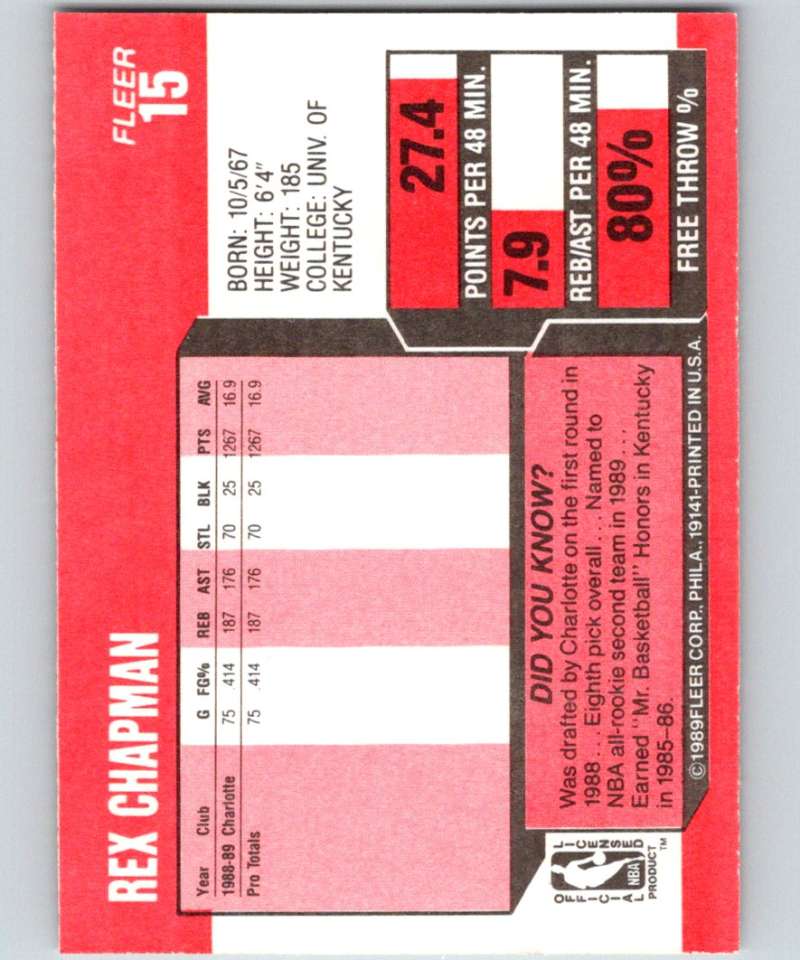 REX CHAPMAN
FLEER
15
Year Club G FG% REB AST STL BLK PTS AVG
1988-89 Charlotte 75 .414 187 176 70 25 1267 16.9
Pro Totals 75 .414 187 176 70 25 1267 16.9
BORN: 10/5/67
HEIGHT: 6'4"
WEIGHT: 185
COLLEGE: UNIV. OF
KENTUCKY
27.4
POINTS PER 48 MIN.
7.9
REB/AST PER 48 MIN.
80%
FREE THROW %
DID YOU KNOW?
Was drafted by Charlotte on the first round in
1988 . . . Eighth pick overall . . . Named to
NBA all-rookie second team in 1989 . . .
Earned "Mr. Basketball" Honors in Kentucky
in 1985–86.
OFFICIAL
LICENSED
NBA
PRODUCT™
©1989FLEER CORP., PHILA., 19141-PRINTED IN U.S.A.